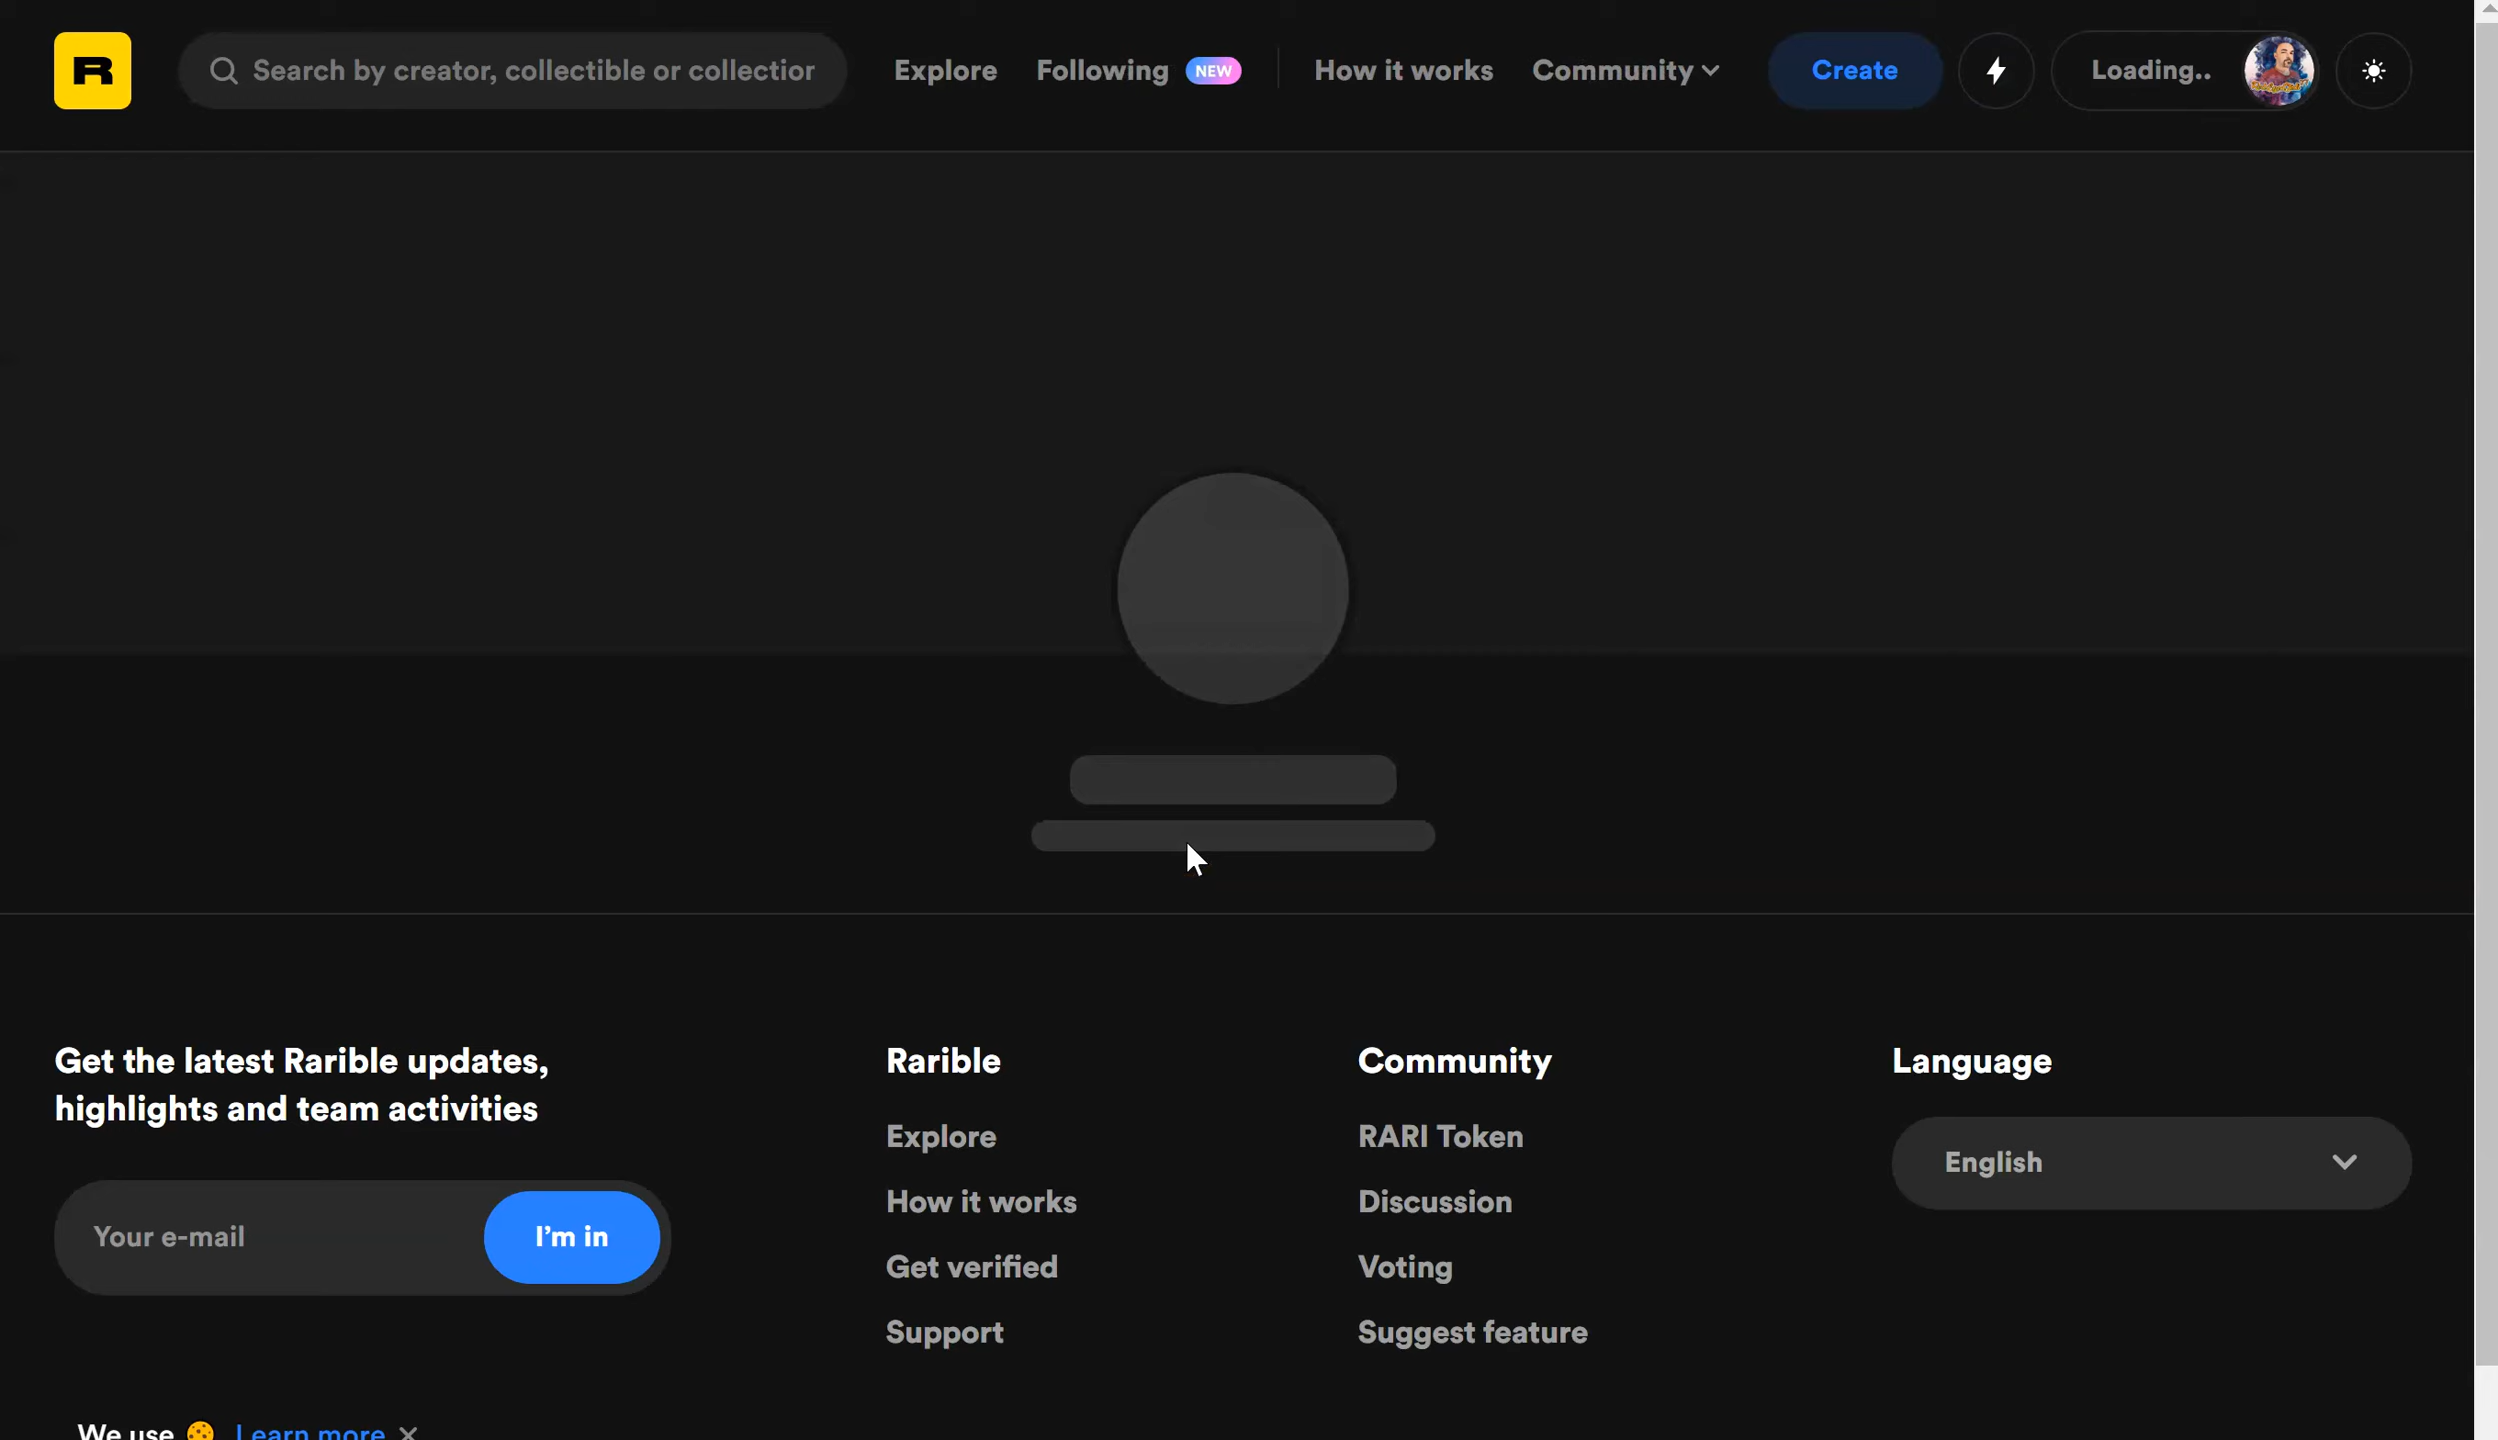 R
Search by creator, collectible or collection
Explore
Following
NEW
How it works
Community
Create
Loading..
Get the latest Rarible updates,
highlights and team activities
Your e-mail
I'm in
Rarible
Explore
How it works
Get verified
Support
Community
RARI Token
Discussion
Voting
Suggest feature
Language
English
We use
Learn more